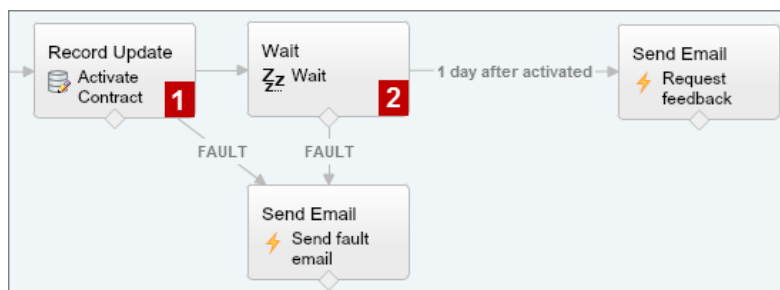 Record Update
Activate
Contract
1
Wait
Zz
z...
Wait
2
1 day after activated
Send Email
Request
feedback
FAULT
FAULT
Send Email
Send fault
email